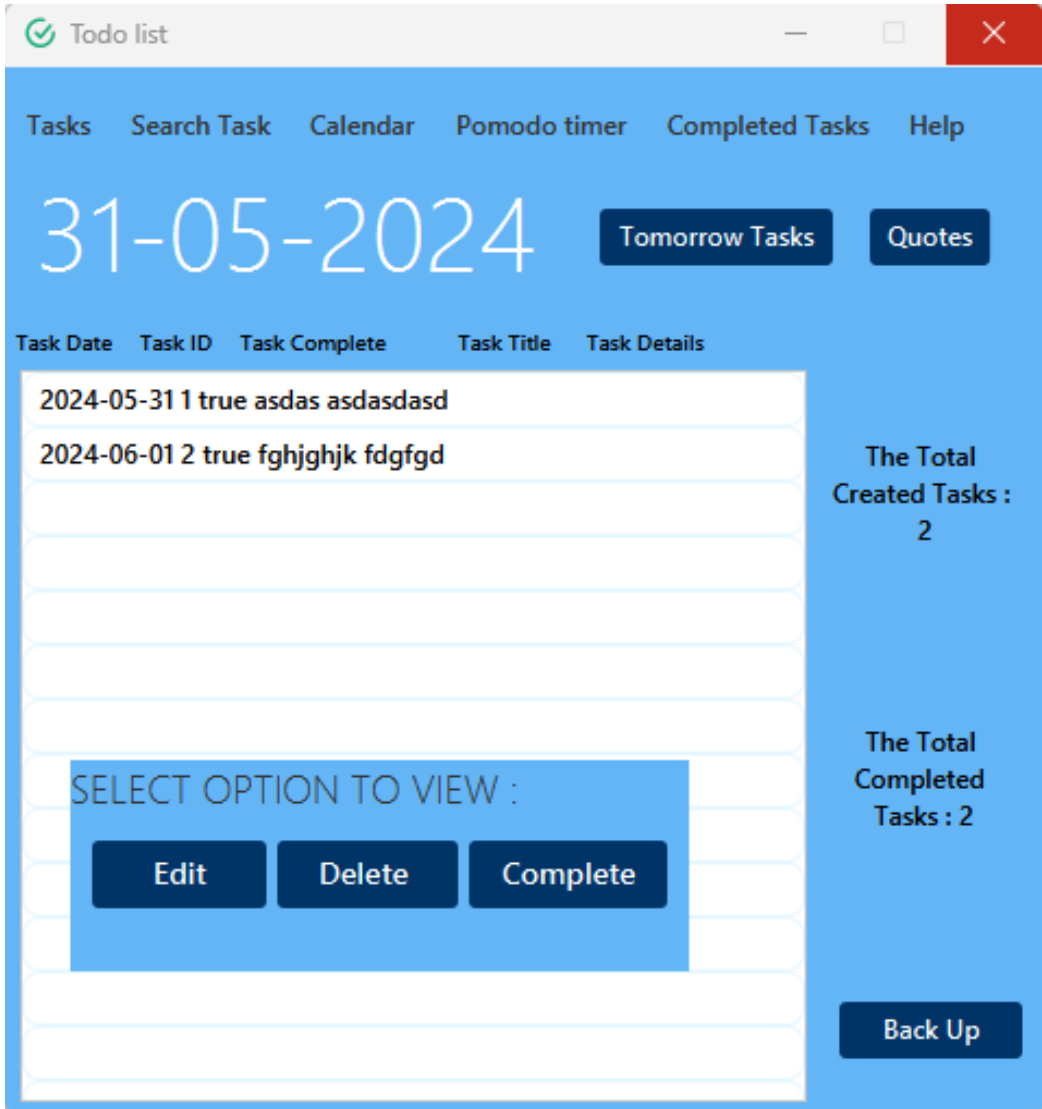 Todo list
Tasks Search Task Calendar Pomodo timer Completed Tasks Help
31-05-2024 Tomorrow Tasks Quotes
Task Date Task ID Task Complete Task Title Task Details
2024-05-31 1 true asdas asdasdasd
2024-06-01 2 true fghjghjk fdgfgd
The Total
Created Tasks :
2
The Total
Completed
Tasks : 2
SELECT OPTION TO VIEW :
Edit Delete Complete
Back Up